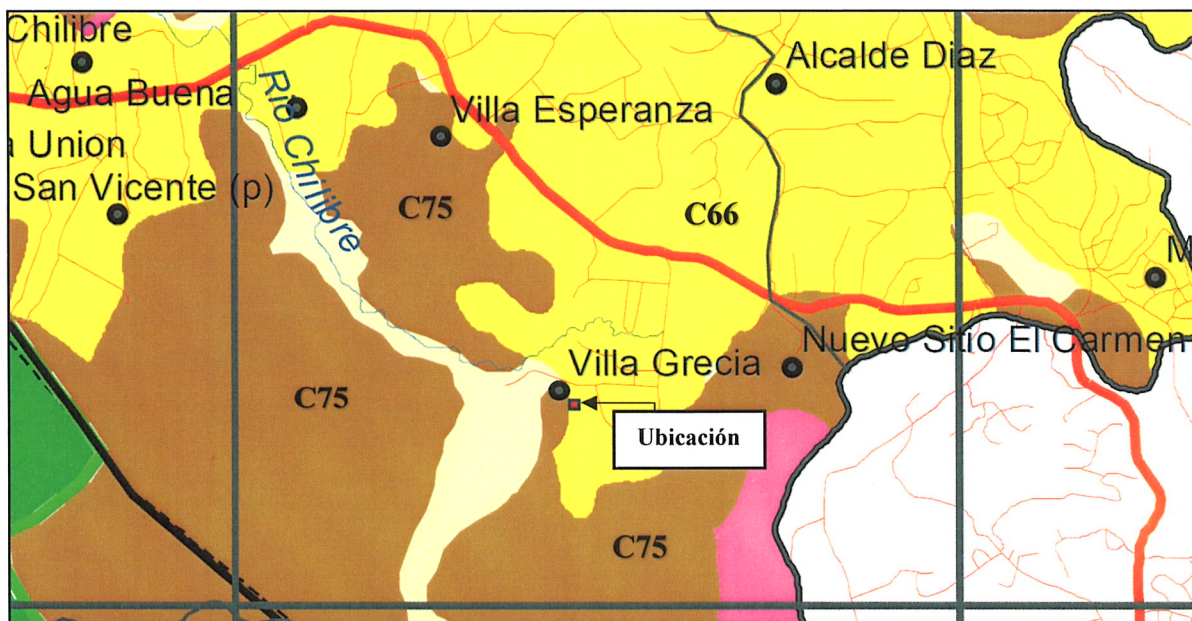 Chilibre
Agua Buena
Río Chilibre
Villa Esperanza
Alcalde Diaz
Union
San Vicente (p)
C75
C66
M
Villa Grecia
Nuevo Sitio El Carmen
C75
Ubicación
C75